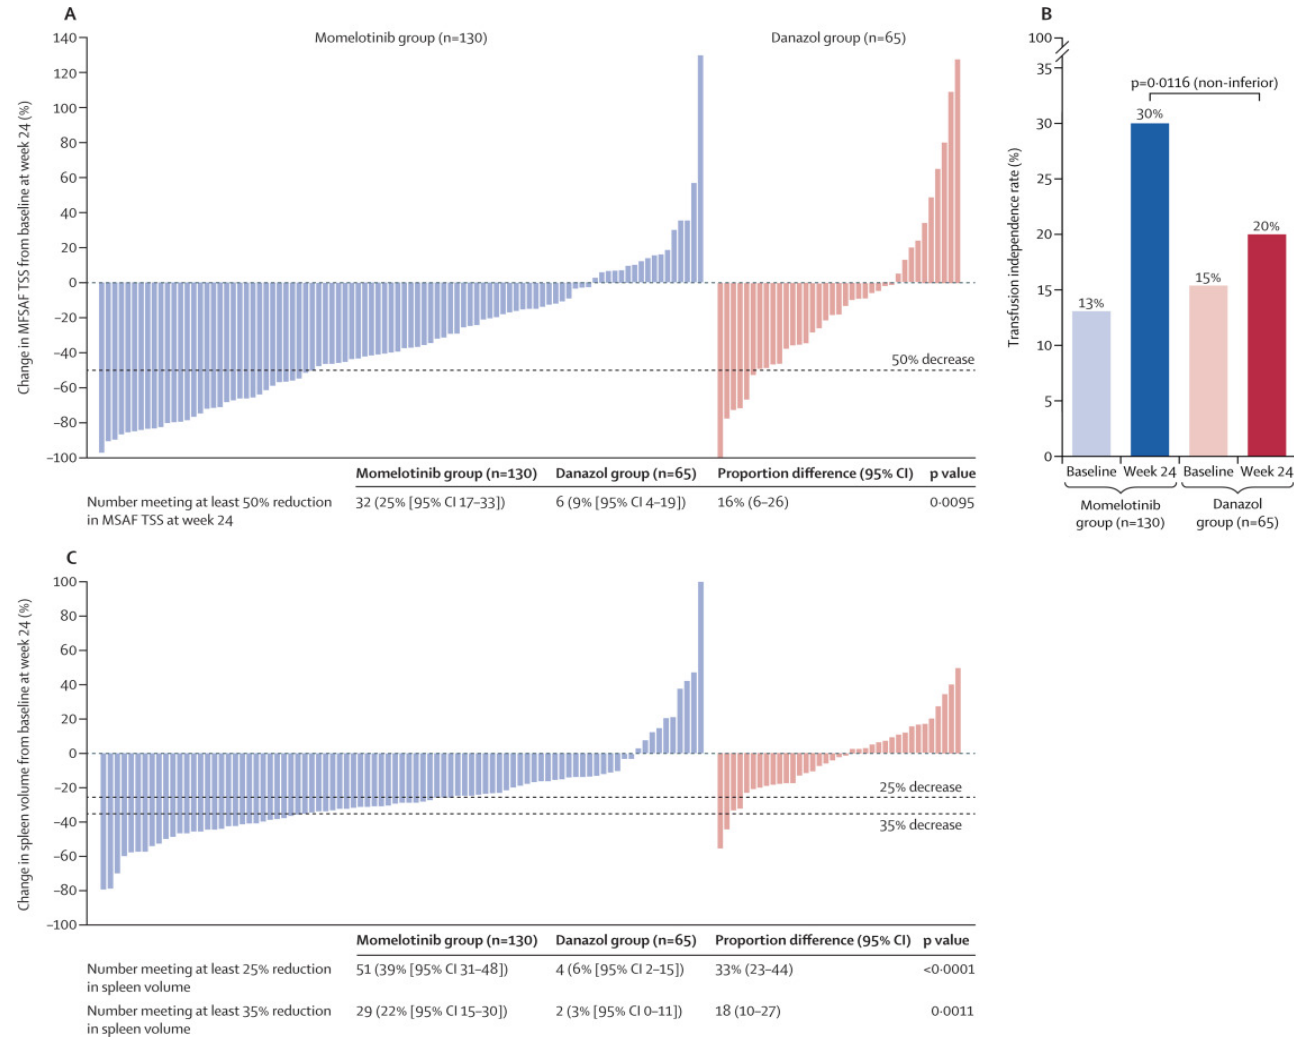 A
Momelotinib group (n=130)
Danazol group (n=65)
Change in MFSAF TSS from baseline at week 24 (%)
140
120
100
80
60
40
20
0
–20
–40
–60
–80
–100
50% decrease
Momelotinib group (n=130) Danazol group (n=65) Proportion difference (95% CI) p value
Number meeting at least 50% reduction 32 (25% [95% CI 17–33]) 6 (9% [95% CI 4–19]) 16% (6–26) 0·0095
in MSAF TSS at week 24
B
Transfusion independence rate (%)
100
35
30
25
20
15
10
5
0
p=0·0116 (non-inferior)
13%
30%
15%
20%
Baseline Week 24 Baseline Week 24
Momelotinib Danazol
group (n=130) group (n=65)
C
Change in spleen volume from baseline at week 24 (%)
100
80
60
40
20
0
–20
–40
–60
–80
–100
25% decrease
35% decrease
Momelotinib group (n=130) Danazol group (n=65) Proportion difference (95% CI) p value
Number meeting at least 25% reduction 51 (39% [95% CI 31–48]) 4 (6% [95% CI 2–15]) 33% (23–44) <0·0001
in spleen volume
Number meeting at least 35% reduction 29 (22% [95% CI 15–30]) 2 (3% [95% CI 0–11]) 18 (10–27) 0·0011
in spleen volume